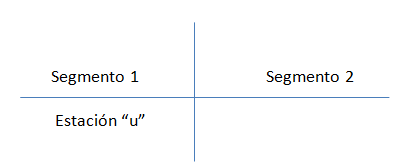 Segmento 1
Segmento 2
Estación “u”